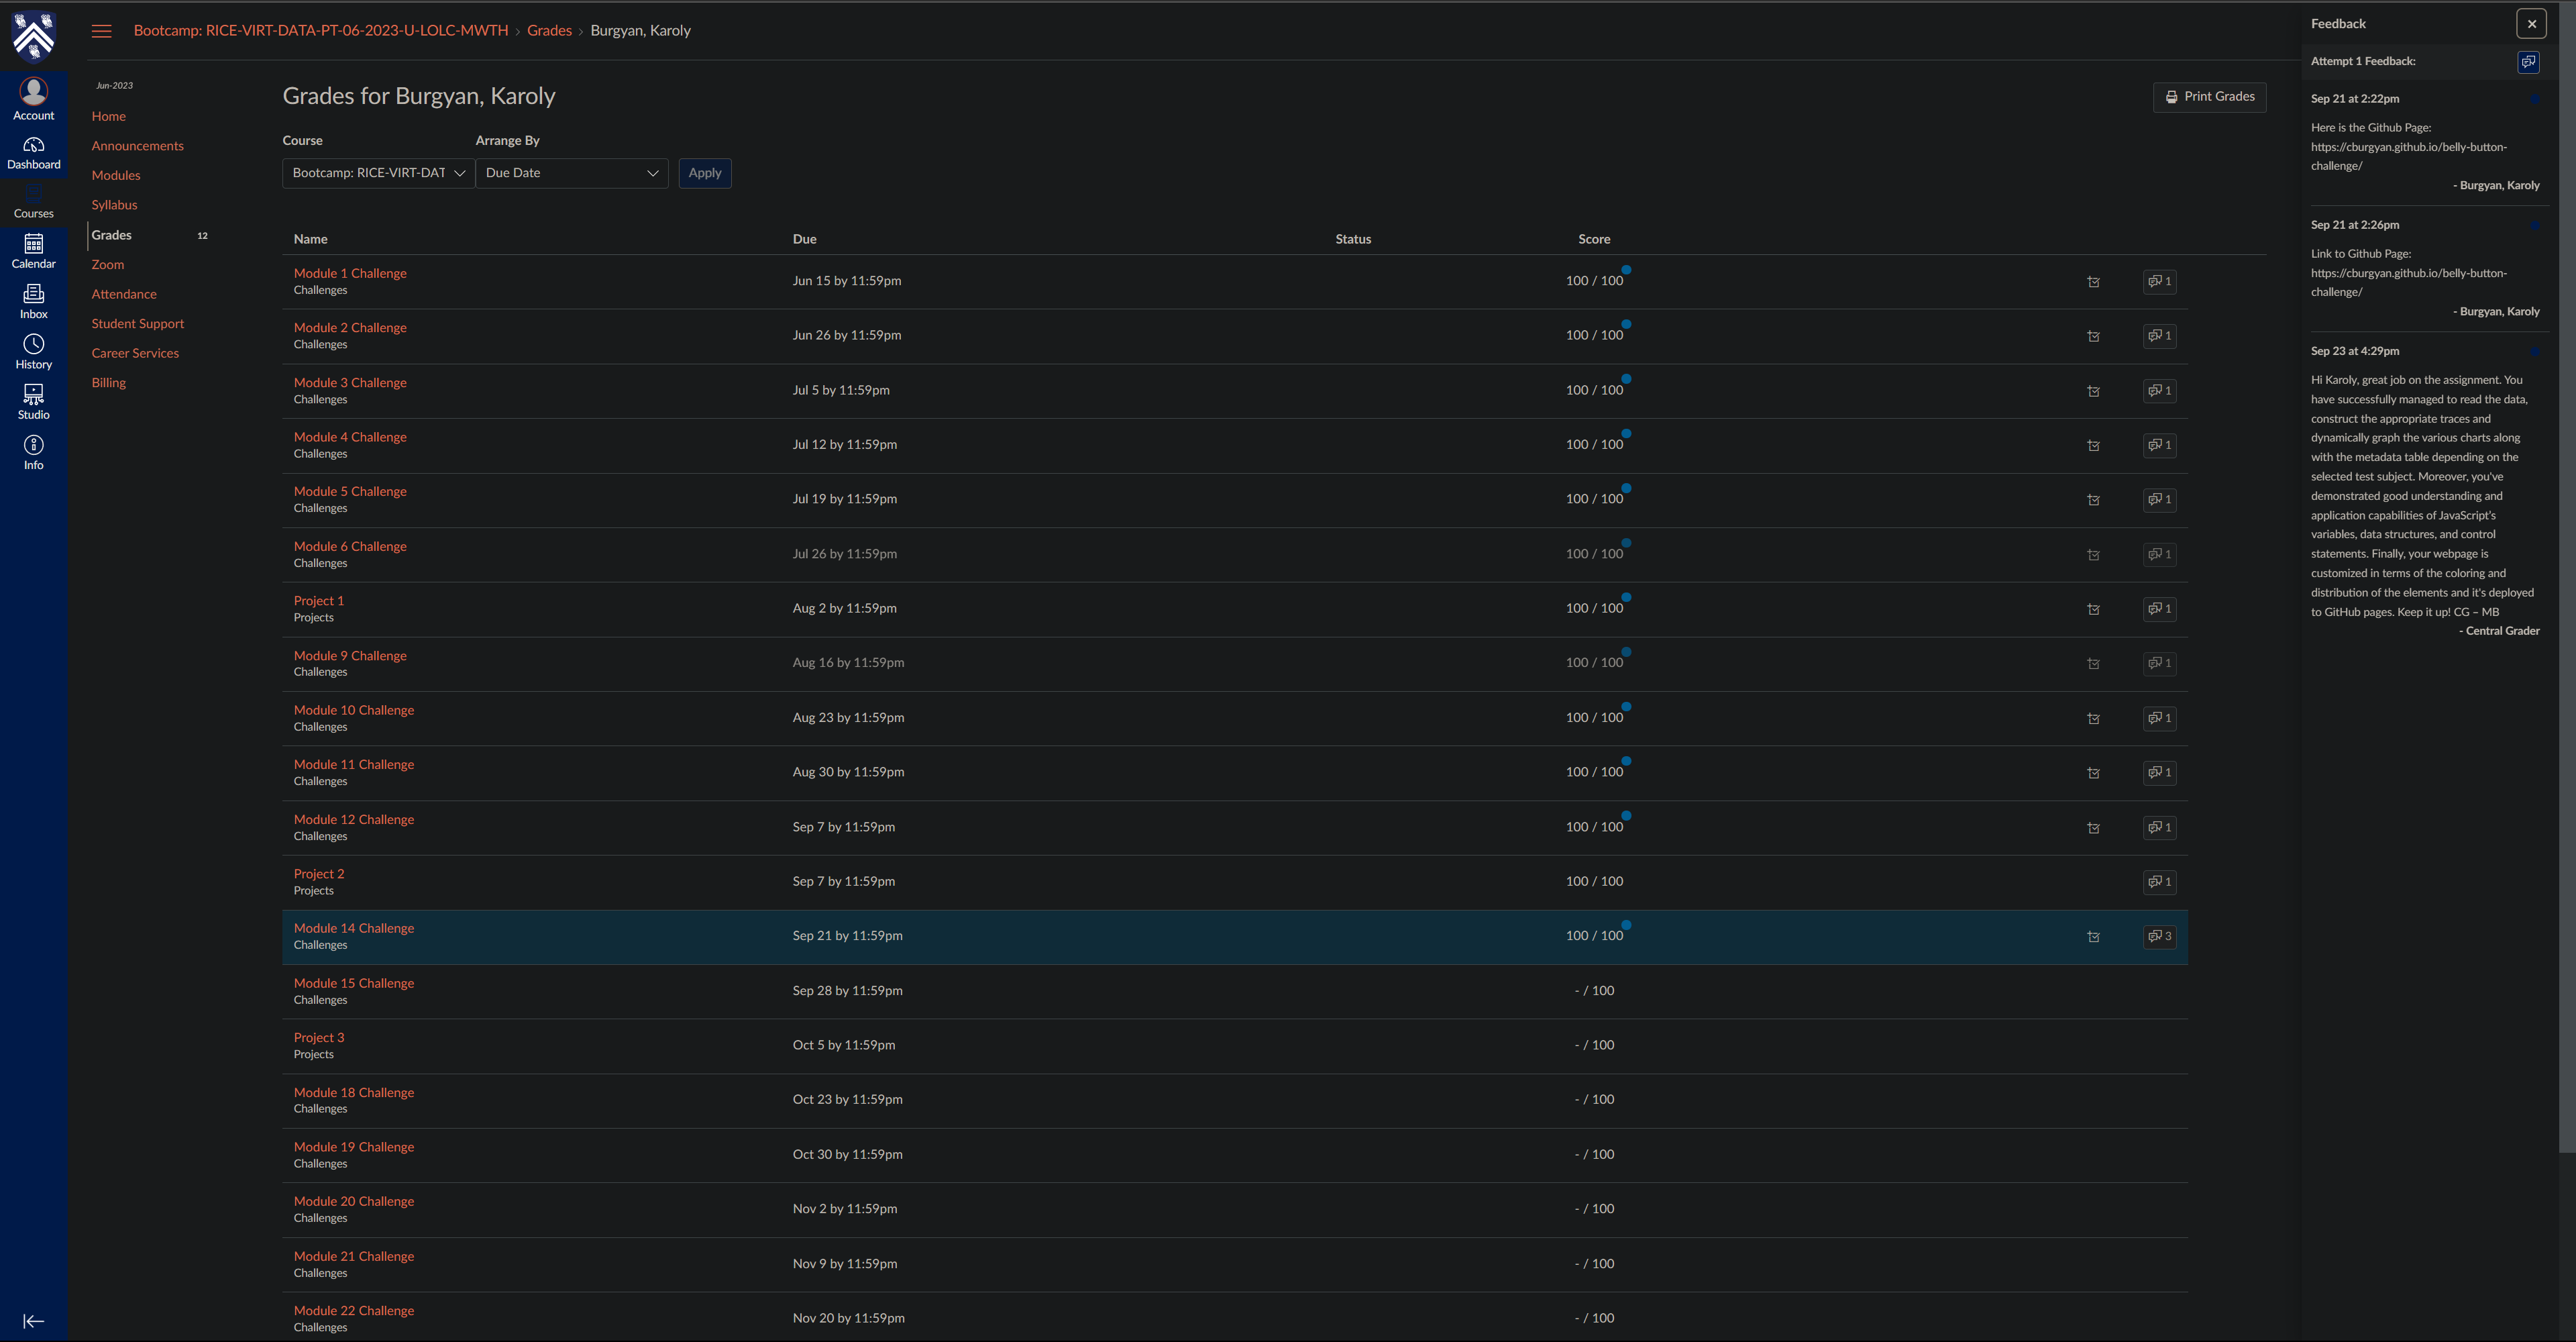 Account
Dashboard
Courses
Calendar
Inbox
History
Studio
Info
Bootcamp: RICE-VIRT-DATA-PT-06-2023-U-LOLC-MWTH › Grades › Burgyan, Karoly
Jun-2023
Home
Announcements
Modules
Syllabus
Grades 12
Zoom
Attendance
Student Support
Career Services
Billing
Grades for Burgyan, Karoly
Print Grades
Course Arrange By
Bootcamp: RICE-VIRT-DAT Due Date Apply
Name Due Status Score
Module 1 Challenge
Challenges
Jun 15 by 11:59pm 100 / 100 1
Module 2 Challenge
Challenges
Jun 26 by 11:59pm 100 / 100 1
Module 3 Challenge
Challenges
Jul 5 by 11:59pm 100 / 100 1
Module 4 Challenge
Challenges
Jul 12 by 11:59pm 100 / 100 1
Module 5 Challenge
Challenges
Jul 19 by 11:59pm 100 / 100 1
Module 6 Challenge
Challenges
Jul 26 by 11:59pm 100 / 100 1
Project 1
Projects
Aug 2 by 11:59pm 100 / 100 1
Module 9 Challenge
Challenges
Aug 16 by 11:59pm 100 / 100 1
Module 10 Challenge
Challenges
Aug 23 by 11:59pm 100 / 100 1
Module 11 Challenge
Challenges
Aug 30 by 11:59pm 100 / 100 1
Module 12 Challenge
Challenges
Sep 7 by 11:59pm 100 / 100 1
Project 2
Projects
Sep 7 by 11:59pm 100 / 100 1
Module 14 Challenge
Challenges
Sep 21 by 11:59pm 100 / 100 3
Module 15 Challenge
Challenges
Sep 28 by 11:59pm - / 100
Project 3
Projects
Oct 5 by 11:59pm - / 100
Module 18 Challenge
Challenges
Oct 23 by 11:59pm - / 100
Module 19 Challenge
Challenges
Oct 30 by 11:59pm - / 100
Module 20 Challenge
Challenges
Nov 2 by 11:59pm - / 100
Module 21 Challenge
Challenges
Nov 9 by 11:59pm - / 100
Module 22 Challenge
Challenges
Nov 20 by 11:59pm - / 100
Feedback
Attempt 1 Feedback:
Sep 21 at 2:22pm
Here is the Github Page:
https://cburgyan.github.io/belly-button-
challenge/
- Burgyan, Karoly
Sep 21 at 2:26pm
Link to Github Page:
https://cburgyan.github.io/belly-button-
challenge/
- Burgyan, Karoly
Sep 23 at 4:29pm
Hi Karoly, great job on the assignment. You
have successfully managed to read the data,
construct the appropriate traces and
dynamically graph the various charts along
with the metadata table depending on the
selected test subject. Moreover, you've
demonstrated good understanding and
application capabilities of JavaScript's
variables, data structures, and control
statements. Finally, your webpage is
customized in terms of the coloring and
distribution of the elements and it's deployed
to GitHub pages. Keep it up! CG – MB
- Central Grader